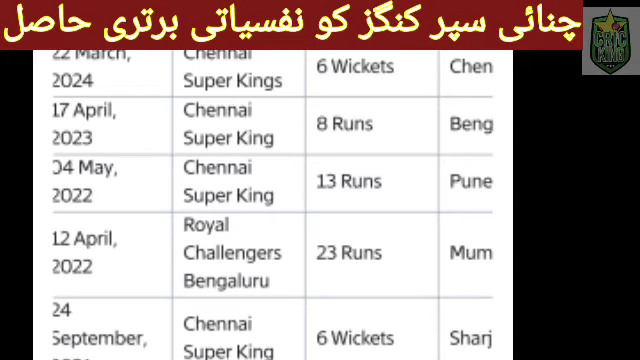 چنائی سپر کنگز کو نفسیاتی برتری حاصل
CRIC
KING
22 March,
2024
Chennai
Super Kings
6 Wickets
Chen
17 April,
2023
Chennai
Super King
8 Runs
Beng
04 May,
2022
Chennai
Super King
13 Runs
Pune
12 April,
2022
Royal
Challengers
Bengaluru
23 Runs
Mum
24
September,
Chennai
Super King
6 Wickets
Sharj